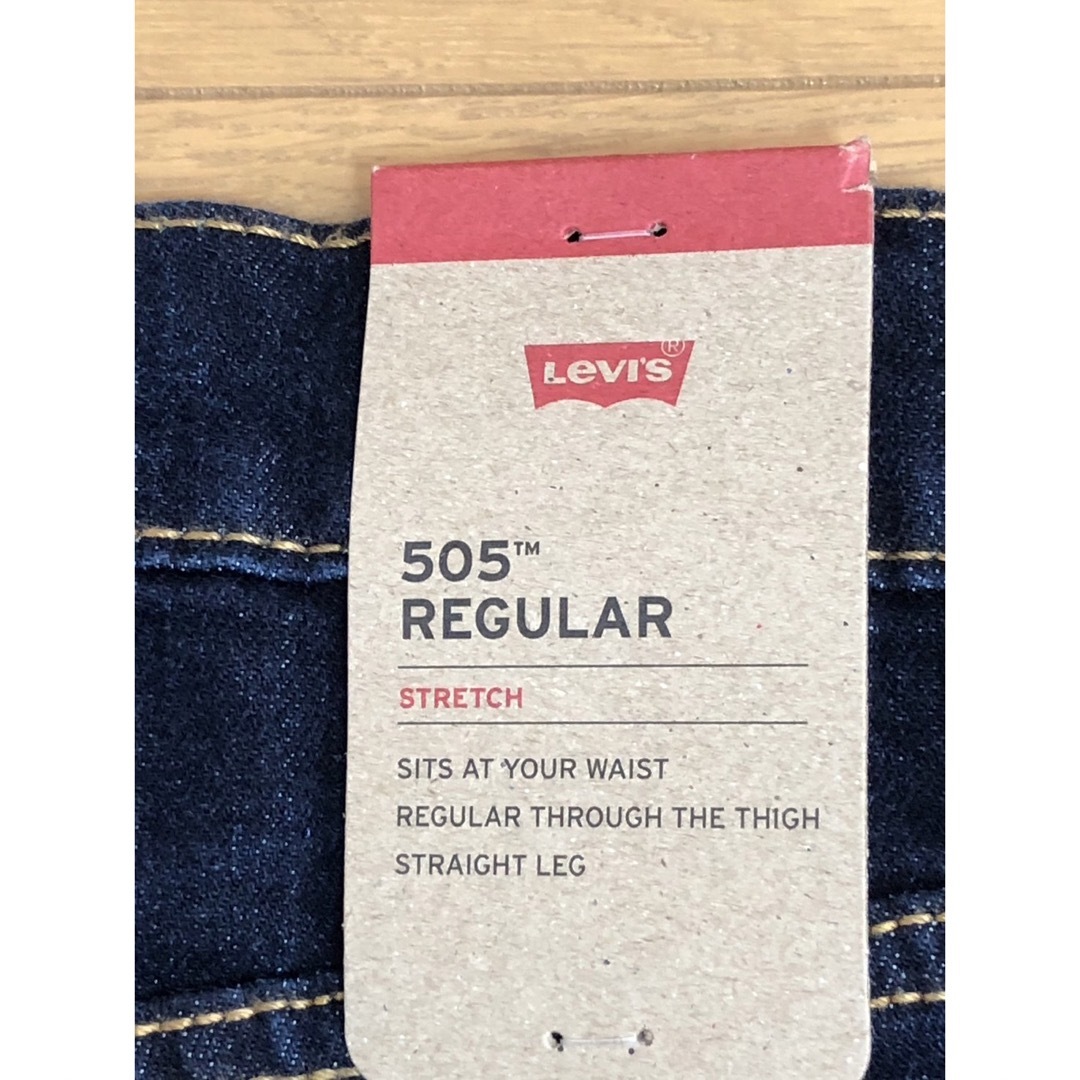 Levi's®
505™
REGULAR
STRETCH
SITS AT YOUR WAIST
REGULAR THROUGH THE THIGH
STRAIGHT LEG